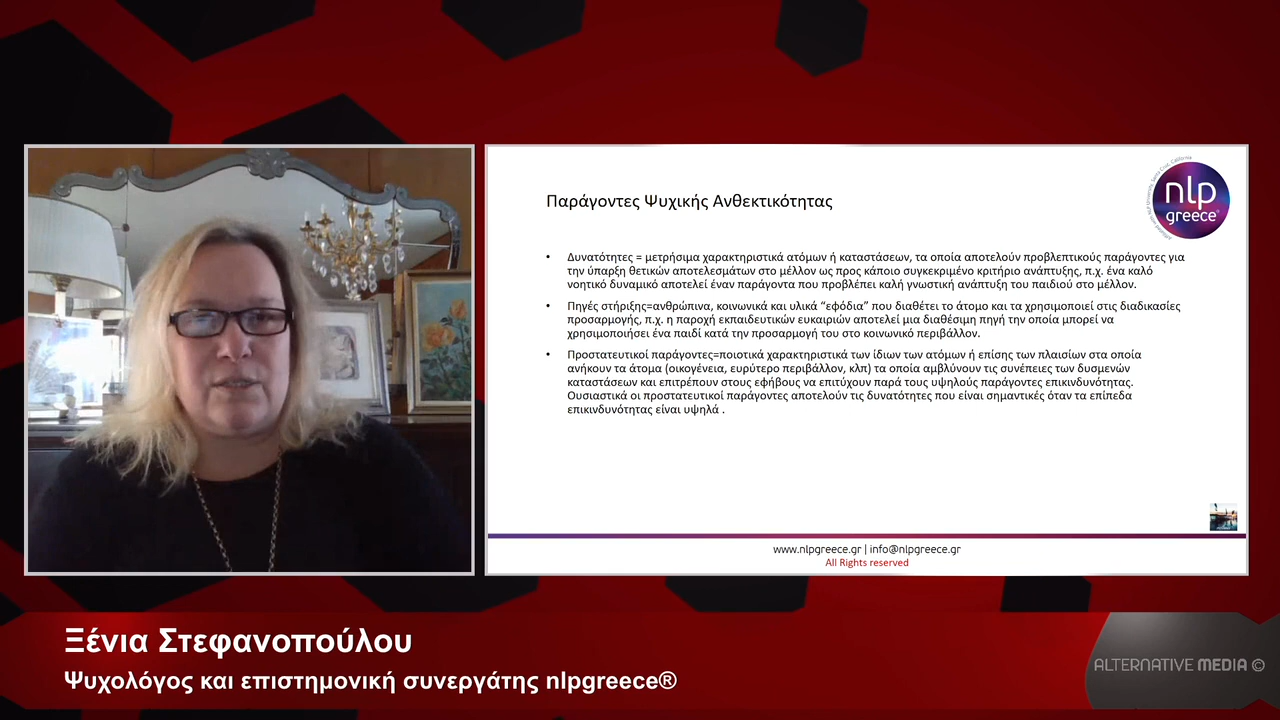 Παράγοντες Ψυχικής Ανθεκτικότητας
nlp
greece®
• Δυνατότητες = μετρήσιμα χαρακτηριστικά ατόμων ή καταστάσεων, τα οποία αποτελούν προβλεπτικούς παράγοντες για
την ύπαρξη θετικών αποτελεσμάτων στο μέλλον ως προς κάποιο συγκεκριμένο κριτήριο ανάπτυξης, π.χ. ένα καλό
νοητικό δυναμικό αποτελεί έναν παράγοντα που προβλέπει καλή γνωστική ανάπτυξη του παιδιού στο μέλλον.
• Πηγές στήριξης=ανθρώπινα, κοινωνικά και υλικά “εφόδια” που διαθέτει το άτομο και τα χρησιμοποιεί στις διαδικασίες
προσαρμογής, π.χ. η παροχή εκπαιδευτικών ευκαιριών αποτελεί μια διαθέσιμη πηγή την οποία μπορεί να
χρησιμοποιήσει ένα παιδί κατά την προσαρμογή του στο κοινωνικό περιβάλλον.
• Προστατευτικοί παράγοντες=ποιοτικά χαρακτηριστικά των ίδιων των ατόμων ή επίσης των πλαισίων στα οποία
ανήκουν τα άτομα (οικογένεια, ευρύτερο περιβάλλον, κλπ) τα οποία αμβλύνουν τις συνέπειες των δυσμενών
καταστάσεων και επιτρέπουν στους εφήβους να επιτύχουν παρά τους υψηλούς παράγοντες επικινδυνότητας.
Ουσιαστικά οι προστατευτικοί παράγοντες αποτελούν τις δυνατότητες που είναι σημαντικές όταν τα επίπεδα
επικινδυνότητας είναι υψηλά .
www.nlpgreece.gr | info@nlpgreece.gr
All Rights reserved
Ξένια Στεφανοπούλου
Ψυχολόγος και επιστημονική συνεργάτης nlpgreece®
ALTERNATIVE MEDIA ©